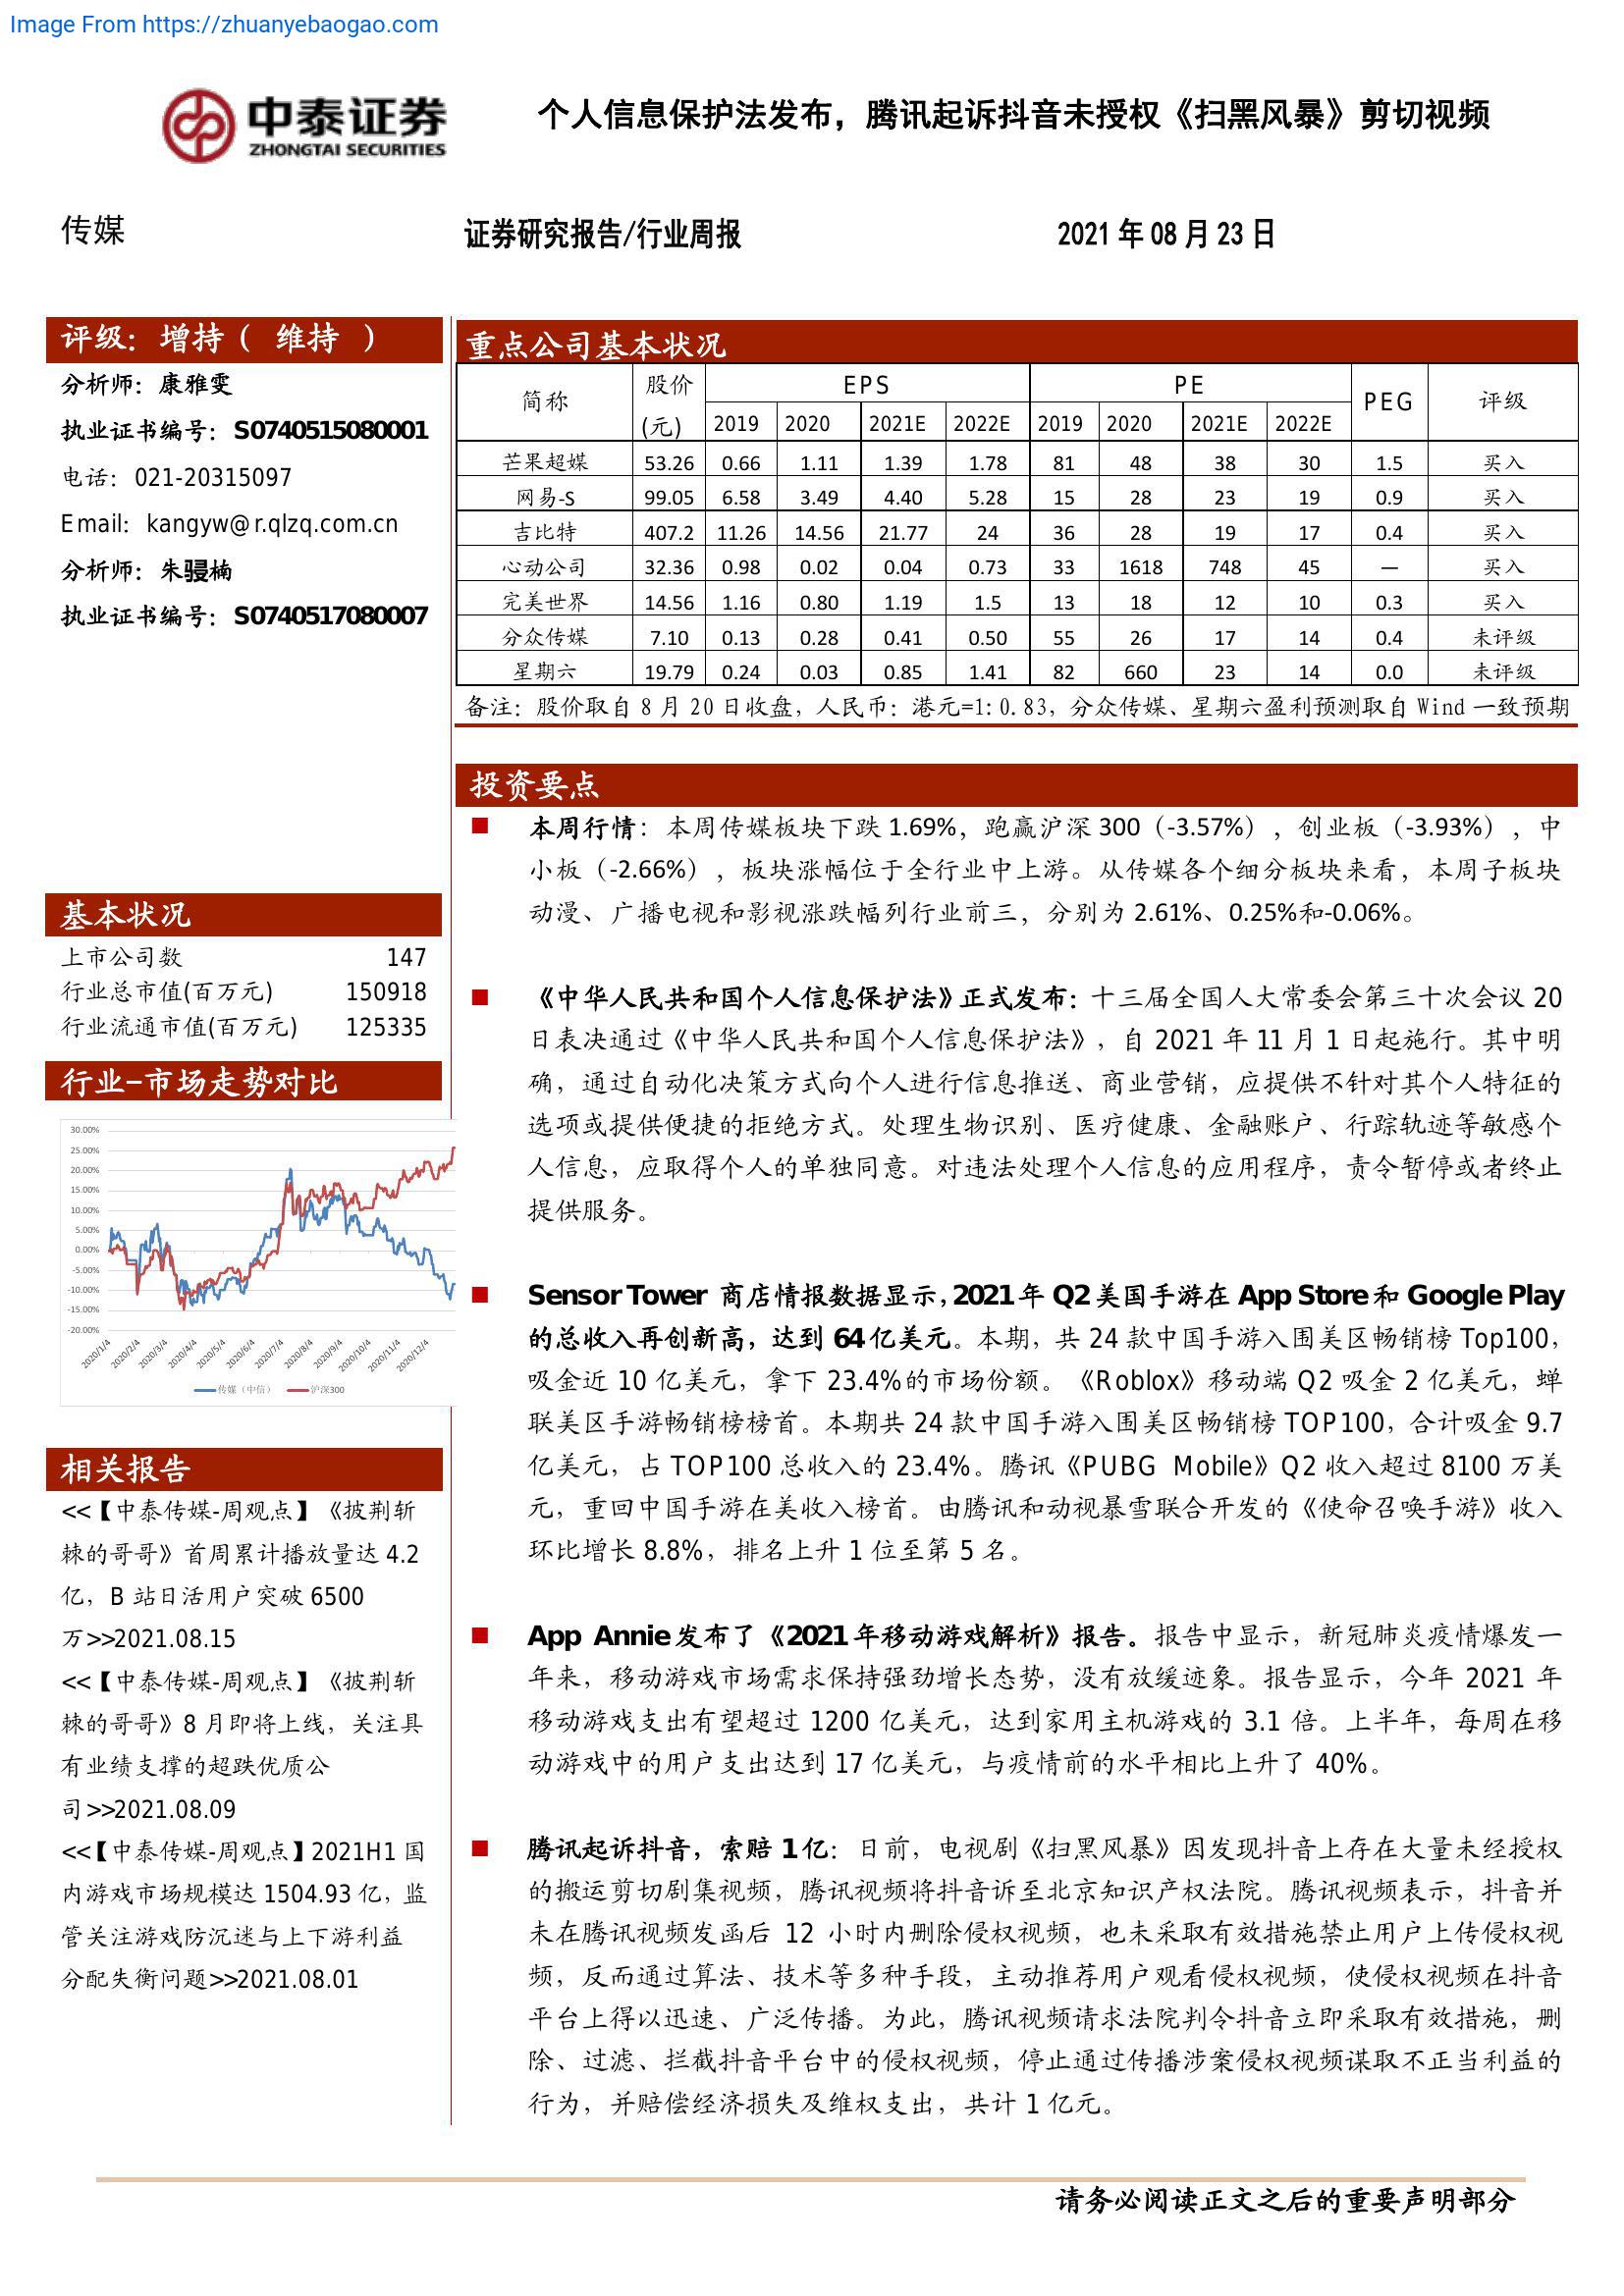 Image From https://zhuanyebaogao.com
中泰证券
ZHONGTAI SECURITIES
个人信息保护法发布，腾讯起诉抖音未授权《扫黑风暴》剪切视频
传媒
证券研究报告/行业周报
2021 年 08 月 23 日
评级：增持（ 维持 ）
分析师：康雅雯
执业证书编号：S0740515080001
电话：021-20315097
Email：kangyw@r.qlzq.com.cn
分析师：朱骎楠
执业证书编号：S0740517080007
基本状况
上市公司数 147
行业总市值(百万元) 150918
行业流通市值(百万元) 125335
行业-市场走势对比
30.00%
25.00%
20.00%
15.00%
10.00%
5.00%
0.00%
-5.00%
-10.00%
-15.00%
-20.00%
2020/1/4 2020/2/4 2020/3/4 2020/4/4 2020/5/4 2020/6/4 2020/7/4 2020/8/4 2020/9/4 2020/10/4 2020/11/4 2020/12/4
传媒（中信） 沪深300
相关报告
<<【中泰传媒-周观点】《披荆斩
棘的哥哥》首周累计播放量达 4.2
亿，B 站日活用户突破 6500
万>>2021.08.15
<<【中泰传媒-周观点】《披荆斩
棘的哥哥》8 月即将上线，关注具
有业绩支撑的超跌优质公
司>>2021.08.09
<<【中泰传媒-周观点】2021H1 国
内游戏市场规模达 1504.93 亿，监
管关注游戏防沉迷与上下游利益
分配失衡问题>>2021.08.01
重点公司基本状况
简称 股价(元) EPS PE PEG 评级
2019 2020 2021E 2022E 2019 2020 2021E 2022E
芒果超媒 53.26 0.66 1.11 1.39 1.78 81 48 38 30 1.5 买入
网易-S 99.05 6.58 3.49 4.40 5.28 15 28 23 19 0.9 买入
吉比特 407.2 11.26 14.56 21.77 24 36 28 19 17 0.4 买入
心动公司 32.36 0.98 0.02 0.04 0.73 33 1618 748 45 — 买入
完美世界 14.56 1.16 0.80 1.19 1.5 13 18 12 10 0.3 买入
分众传媒 7.10 0.13 0.28 0.41 0.50 55 26 17 14 0.4 未评级
星期六 19.79 0.24 0.03 0.85 1.41 82 660 23 14 0.0 未评级
备注：股价取自 8 月 20 日收盘，人民币：港元=1：0.83，分众传媒、星期六盈利预测取自 Wind 一致预期
投资要点
本周行情：本周传媒板块下跌 1.69%，跑赢沪深 300（-3.57%），创业板（-3.93%），中
小板（-2.66%），板块涨幅位于全行业中上游。从传媒各个细分板块来看，本周子板块
动漫、广播电视和影视涨跌幅列行业前三，分别为 2.61%、0.25%和-0.06%。
《中华人民共和国个人信息保护法》正式发布：十三届全国人大常委会第三十次会议 20
日表决通过《中华人民共和国个人信息保护法》，自 2021 年 11 月 1 日起施行。其中明
确，通过自动化决策方式向个人进行信息推送、商业营销，应提供不针对其个人特征的
选项或提供便捷的拒绝方式。处理生物识别、医疗健康、金融账户、行踪轨迹等敏感个
人信息，应取得个人的单独同意。对违法处理个人信息的应用程序，责令暂停或者终止
提供服务。
Sensor Tower 商店情报数据显示，2021 年 Q2 美国手游在 App Store 和 Google Play
的总收入再创新高，达到 64 亿美元。本期，共 24 款中国手游入围美区畅销榜 Top100，
吸金近 10 亿美元，拿下 23.4%的市场份额。《Roblox》移动端 Q2 吸金 2 亿美元，蝉
联美区手游畅销榜榜首。本期共 24 款中国手游入围美区畅销榜 TOP100，合计吸金 9.7
亿美元，占 TOP100 总收入的 23.4%。腾讯《PUBG Mobile》Q2 收入超过 8100 万美
元，重回中国手游在美收入榜首。由腾讯和动视暴雪联合开发的《使命召唤手游》收入
环比增长 8.8%，排名上升 1 位至第 5 名。
App Annie 发布了《2021 年移动游戏解析》报告。报告中显示，新冠肺炎疫情爆发一
年来，移动游戏市场需求保持强劲增长态势，没有放缓迹象。报告显示，今年 2021 年
移动游戏支出有望超过 1200 亿美元，达到家用主机游戏的 3.1 倍。上半年，每周在移
动游戏中的用户支出达到 17 亿美元，与疫情前的水平相比上升了 40%。
腾讯起诉抖音，索赔 1 亿：日前，电视剧《扫黑风暴》因发现抖音上存在大量未经授权
的搬运剪切剧集视频，腾讯视频将抖音诉至北京知识产权法院。腾讯视频表示，抖音并
未在腾讯视频发函后 12 小时内删除侵权视频，也未采取有效措施禁止用户上传侵权视
频，反而通过算法、技术等多种手段，主动推荐用户观看侵权视频，使侵权视频在抖音
平台上得以迅速、广泛传播。为此，腾讯视频请求法院判令抖音立即采取有效措施，删
除、过滤、拦截抖音平台中的侵权视频，停止通过传播涉案侵权视频谋取不正当利益的
行为，并赔偿经济损失及维权支出，共计 1 亿元。
请务必阅读正文之后的重要声明部分